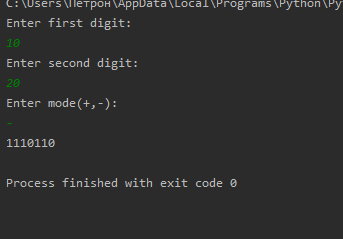 C:\Users\Петрон\AppData\Local\Programs\Python\Py
Enter first digit:
10
Enter second digit:
20
Enter mode(+,-):
-
1110110
Process finished with exit code 0